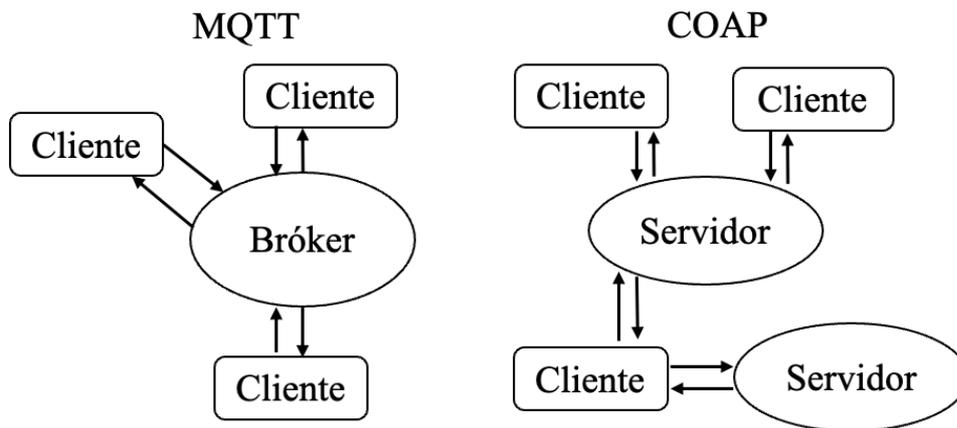 MQTT
Cliente
Cliente
Bróker
Cliente
COAP
Cliente
Cliente
Servidor
Cliente
Servidor